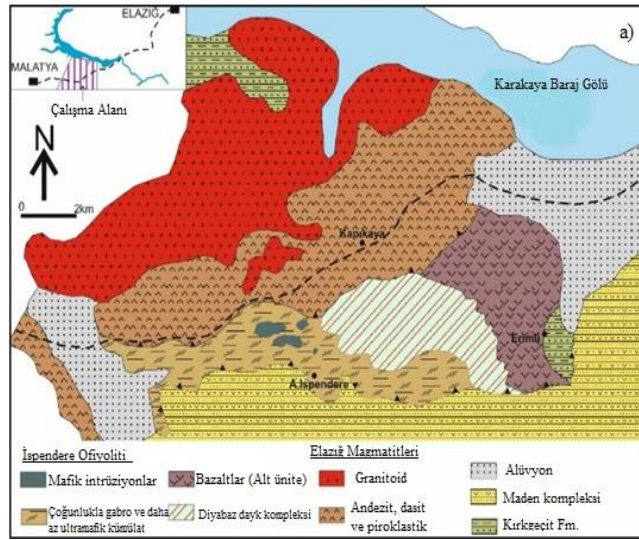 ELAZIĞ
MALATYA
Çalışma Alanı
a)
Karakaya Baraj Gölü
N
0 2km
Kapıkaya
Erimli
A.İspendere
İspendere Ofiyoliti
Elazığ Magmatitleri
Mafik intrüziyonlar
Bazaltlar (Alt ünite)
Granitoid
Alüvyon
Çoğunlukla gabro ve daha
az ultramafik kümülat
Diyabaz dayk kompleksi
Andezit, dasit
ve piroklastik
Maden kompleksi
Kırkgeçit Fm.